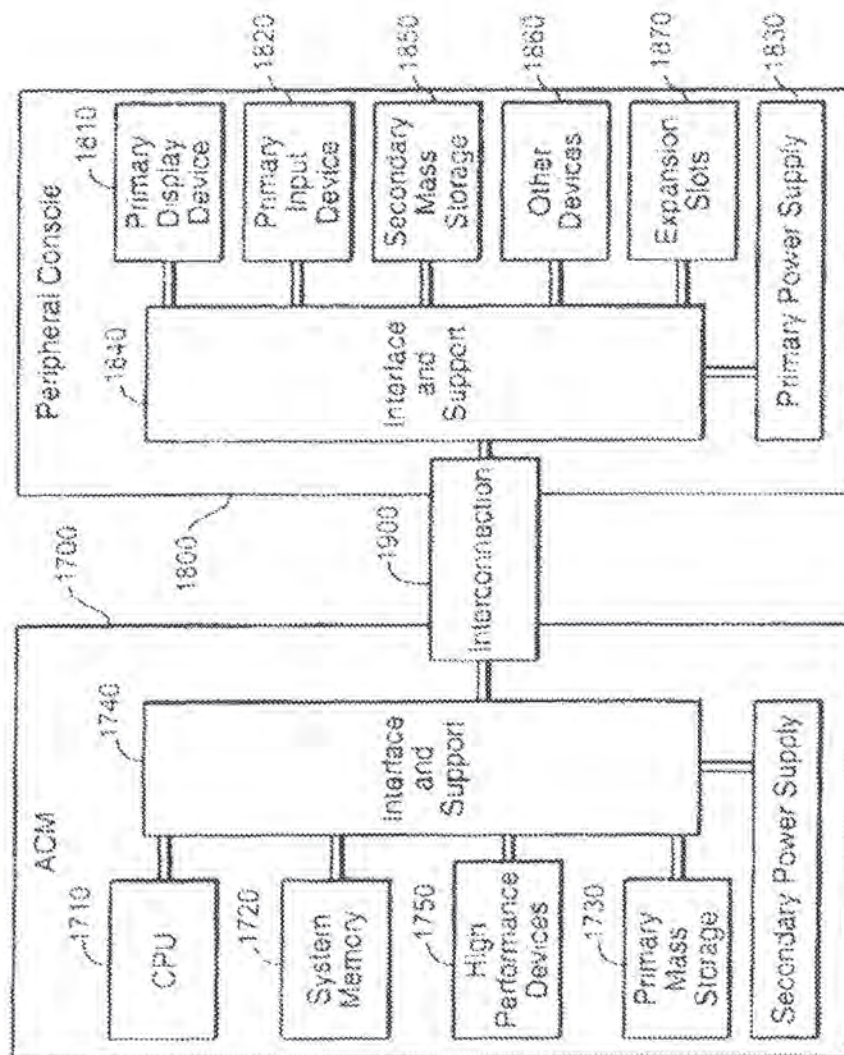 ACM
1700
1710
CPU
1720
System
Memory
1750
High
Performance
Devices
1730
Primary
Mass
Storage
1740
Interface
and
Support
Secondary Power Supply
1900
Interconnection
Peripheral Console
1800
1840
Interface
and
Support
1810
Primary
Display
Device
1820
Primary
Input
Device
1850
Secondary
Mass
Storage
1860
Other
Devices
1870
Expansion
Slots
1830
Primary Power Supply